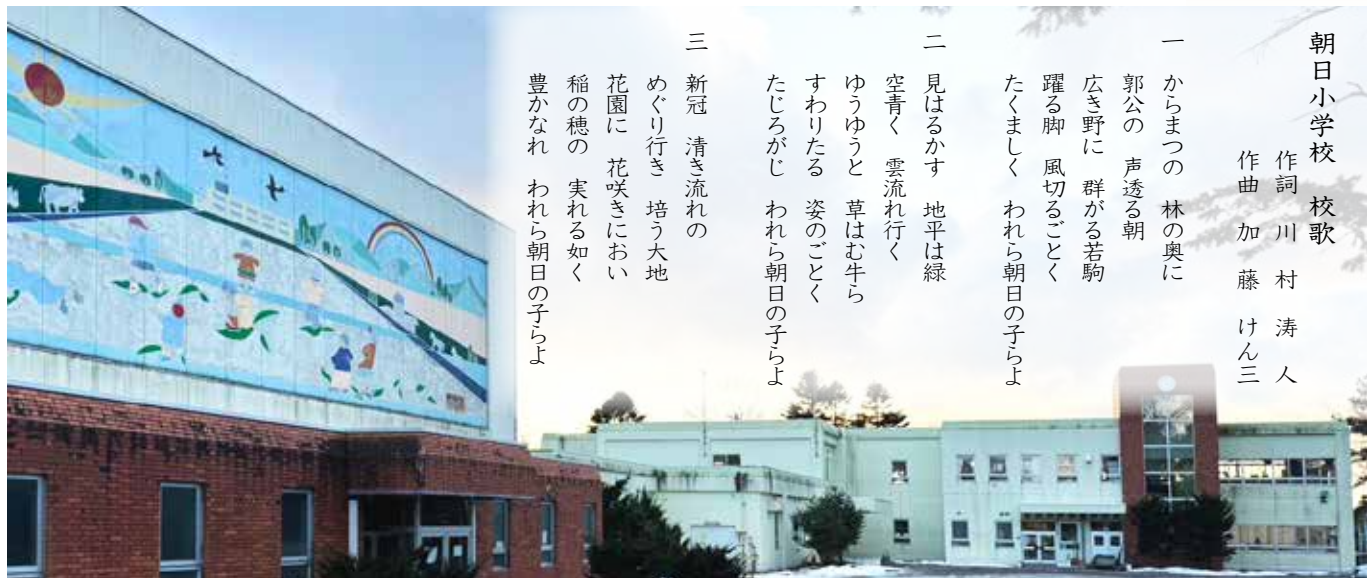 朝日小学校 校歌
作詞 川村涛人
作曲 加藤けん三
一 からまつの 林の奥に
郭公の 声透る朝
広き野に 群がる若駒
躍る脚 風切るごとく
たくましく われら朝日の子らよ
二 見はるかす 地平は緑
空青く 雲流れ行く
ゆうゆうと 草はむ牛ら
すわりたる 姿のごとく
たじろがじ われら朝日の子らよ
三 新冠 清き流れの
めぐり行き 培う大地
花園に 花咲きにおい
稲の穂の 実れる如く
豊かなれ われら朝日の子らよ